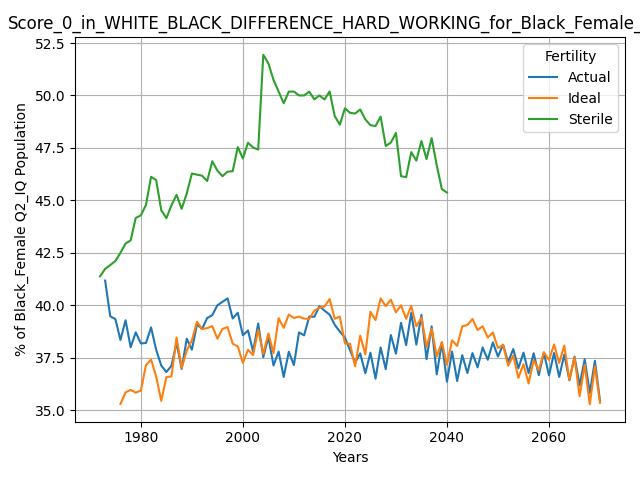 Score_0_in_WHITE_BLACK_DIFFERENCE_HARD_WORKING_for_Black_Female_
Fertility
Actual
Ideal
Sterile
% of Black_Female Q2_IQ Population
52.5
50.0
47.5
45.0
42.5
40.0
37.5
35.0
1980
2000
2020
2040
2060
Years